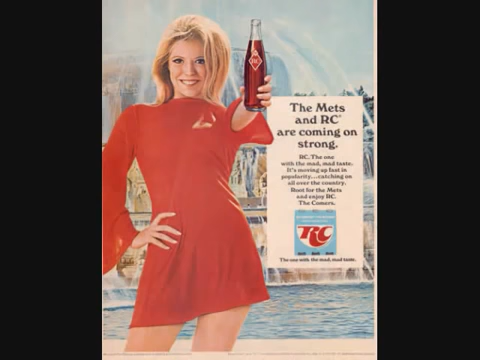 RC
The Mets
and RC®
are coming on
strong.
RC. The one
with the mad, mad taste.
It's moving up fast in
popularity...catching on
all over the country.
Root for the Mets
and enjoy RC.
The Comers.
RC
The one with the mad, mad taste.